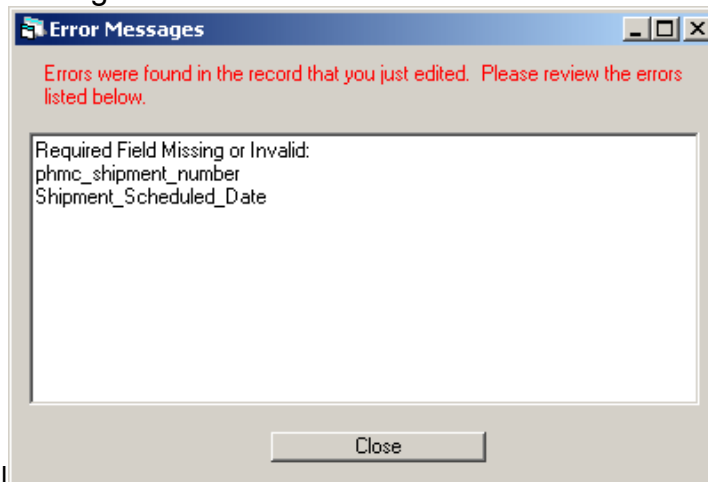 Error Messages
Errors were found in the record that you just edited.  Please review the errors
listed below.
Required Field Missing or Invalid:
phmc_shipment_number
Shipment_Scheduled_Date
Close